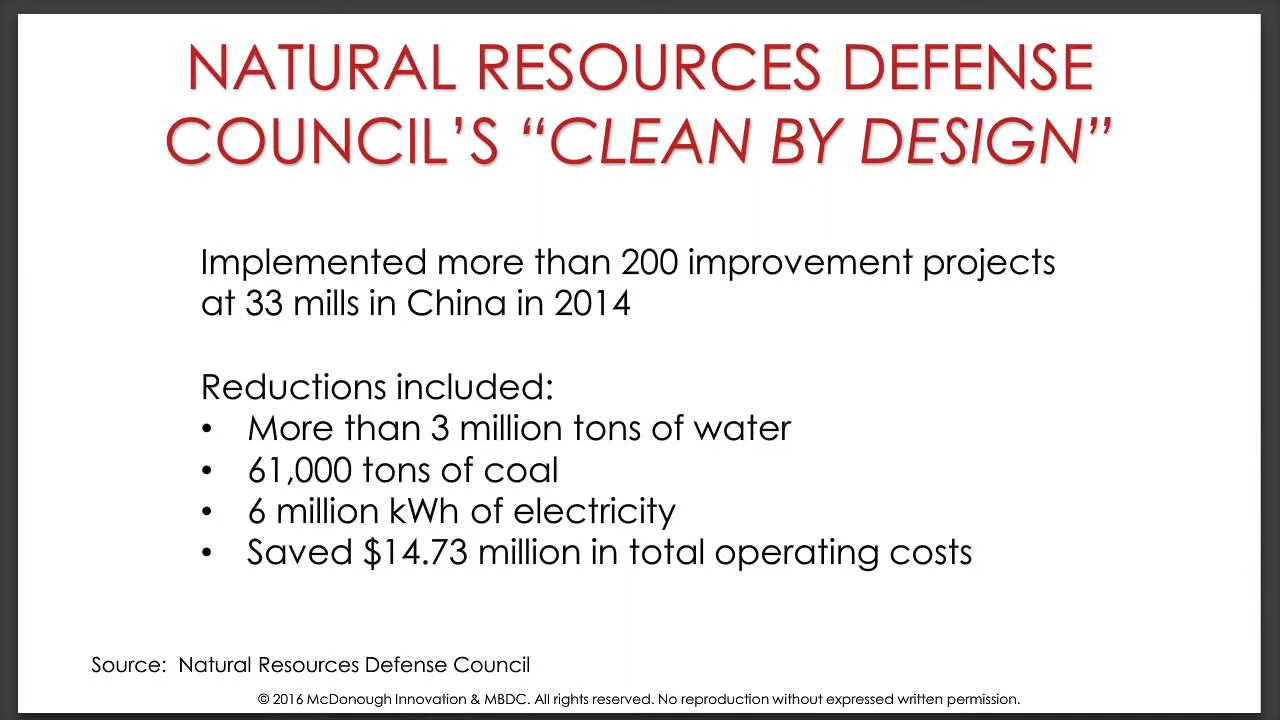 NATURAL RESOURCES DEFENSE
COUNCIL’S “CLEAN BY DESIGN”
Implemented more than 200 improvement projects
at 33 mills in China in 2014
Reductions included:
• More than 3 million tons of water
• 61,000 tons of coal
• 6 million kWh of electricity
• Saved $14.73 million in total operating costs
Source: Natural Resources Defense Council
© 2016 McDonough Innovation & MBDC. All rights reserved. No reproduction without expressed written permission.